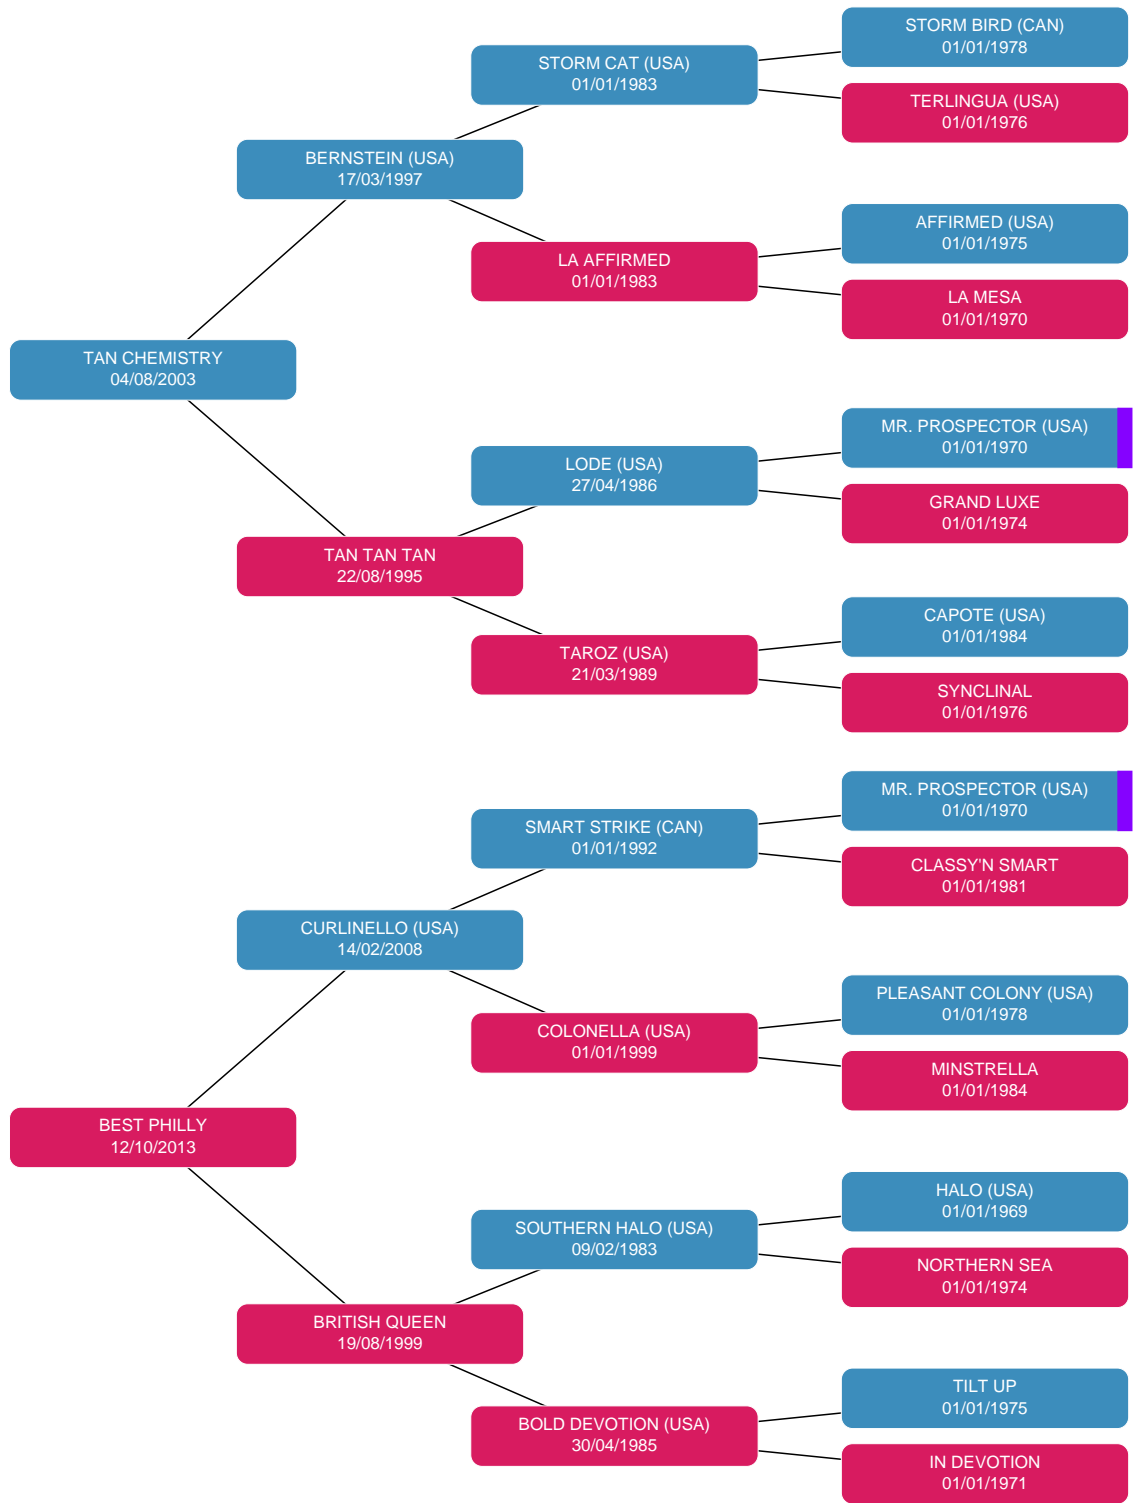 STORM BIRD (CAN)
01/01/1978
STORM CAT (USA)
01/01/1983
TERLINGUA (USA)
01/01/1976
BERNSTEIN (USA)
17/03/1997
AFFIRMED (USA)
01/01/1975
LA AFFIRMED
01/01/1983
LA MESA
01/01/1970
TAN CHEMISTRY
04/08/2003
MR. PROSPECTOR (USA)
01/01/1970
LODE (USA)
27/04/1986
GRAND LUXE
01/01/1974
TAN TAN TAN
22/08/1995
CAPOTE (USA)
01/01/1984
TAROZ (USA)
21/03/1989
SYNCLINAL
01/01/1976
MR. PROSPECTOR (USA)
01/01/1970
SMART STRIKE (CAN)
01/01/1992
CLASSY'N SMART
01/01/1981
CURLINELLO (USA)
14/02/2008
PLEASANT COLONY (USA)
01/01/1978
COLONELLA (USA)
01/01/1999
MINSTRELLA
01/01/1984
BEST PHILLY
12/10/2013
HALO (USA)
01/01/1969
SOUTHERN HALO (USA)
09/02/1983
NORTHERN SEA
01/01/1974
BRITISH QUEEN
19/08/1999
TILT UP
01/01/1975
BOLD DEVOTION (USA)
30/04/1985
IN DEVOTION
01/01/1971